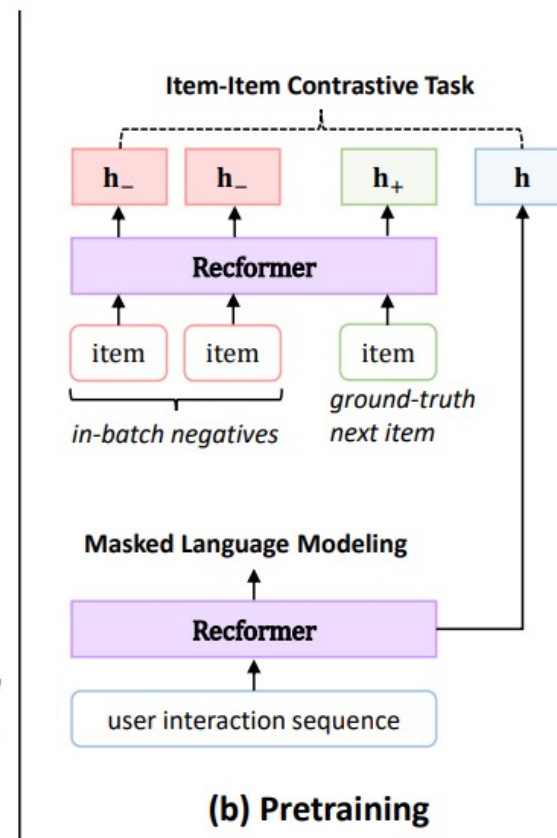 Item-Item Contrastive Task
h₋ h₋ h₊ h
Recformer
item item item
in-batch negatives
ground-truth
next item
Masked Language Modeling
Recformer
user interaction sequence
(b) Pretraining